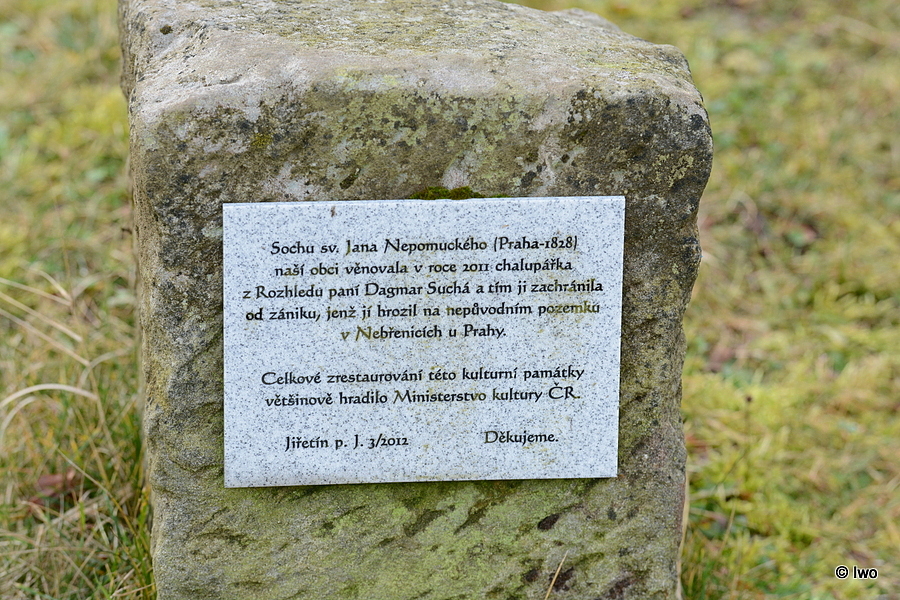 Sochu sv. Jana Nepomuckého (Praha-1828)
naší obci věnovala v roce 2011 chalupářka
z Rozhledu paní Dagmar Suchá a tím ji zachránila
od zániku, jenž jí hrozil na nepůvodním pozemku
v Nebřenicích u Prahy.
Celkové zrestaurování této kulturní památky
většinově hradilo Ministerstvo kultury ČR.
Jiřetín p. J. 3/2012 Děkujeme.
© Iwo